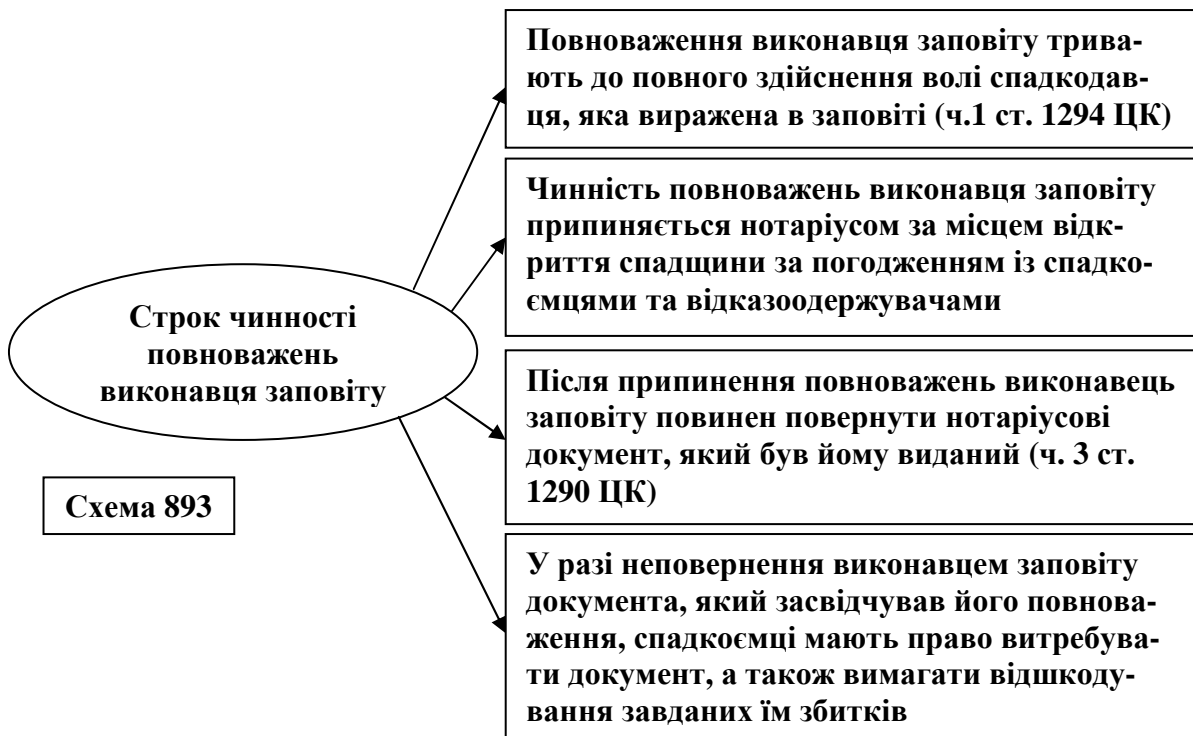 Строк чинності
повноважень
виконавця заповіту
Схема 893
Повноваження виконавця заповіту трива-
ють до повного здійснення волі спадкодав-
ця, яка виражена в заповіті (ч.1 ст. 1294 ЦК)
Чинність повноважень виконавця заповіту
припиняється нотаріусом за місцем відк-
риття спадщини за погодженням із спадко-
ємцями та відказоодержувачами
Після припинення повноважень виконавець
заповіту повинен повернути нотаріусові
документ, який був йому виданий (ч. 3 ст.
1290 ЦК)
У разі неповернення виконавцем заповіту
документа, який засвідчував його повнова-
ження, спадкоємці мають право витребува-
ти документ, а також вимагати відшкоду-
вання завданих їм збитків